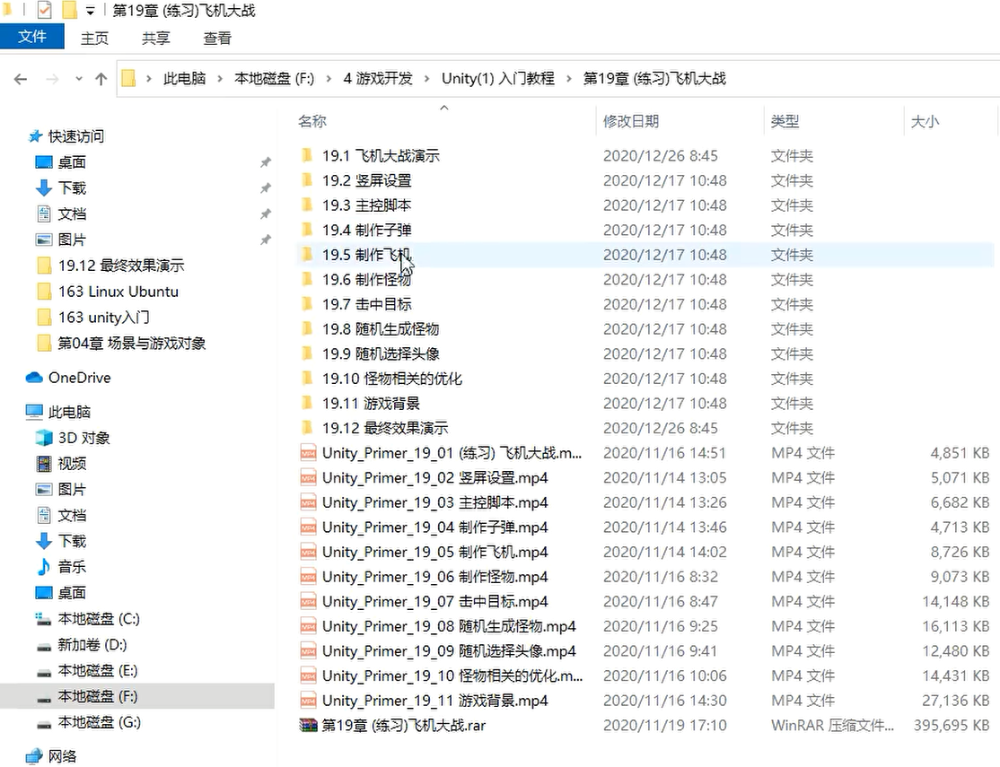 第19章 (练习)飞机大战
文件 主页 共享 查看
此电脑 本地磁盘 (F:) 4 游戏开发 Unity(1) 入门教程 第19章 (练习)飞机大战
名称 修改日期 类型 大小
快速访问
桌面
下载
文档
图片
19.12 最终效果演示
163 Linux Ubuntu
163 unity入门
第04章 场景与游戏对象
OneDrive
此电脑
3D 对象
视频
图片
文档
下载
音乐
桌面
本地磁盘 (C:)
新加卷 (D:)
本地磁盘 (E:)
本地磁盘 (F:)
本地磁盘 (G:)
网络
19.1 飞机大战演示 2020/12/26 8:45 文件夹
19.2 竖屏设置 2020/12/17 10:48 文件夹
19.3 主控脚本 2020/12/17 10:48 文件夹
19.4 制作子弹 2020/12/17 10:48 文件夹
19.5 制作飞机 2020/12/17 10:48 文件夹
19.6 制作怪物 2020/12/17 10:48 文件夹
19.7 击中目标 2020/12/17 10:48 文件夹
19.8 随机生成怪物 2020/12/17 10:48 文件夹
19.9 随机选择头像 2020/12/17 10:48 文件夹
19.10 怪物相关的优化 2020/12/17 10:48 文件夹
19.11 游戏背景 2020/12/17 10:48 文件夹
19.12 最终效果演示 2020/12/26 8:45 文件夹
Unity_Primer_19_01 (练习) 飞机大战.m... 2020/11/16 14:51 MP4 文件 4,851 KB
Unity_Primer_19_02 竖屏设置.mp4 2020/11/14 13:05 MP4 文件 5,071 KB
Unity_Primer_19_03 主控脚本.mp4 2020/11/14 13:26 MP4 文件 6,682 KB
Unity_Primer_19_04 制作子弹.mp4 2020/11/14 13:46 MP4 文件 4,713 KB
Unity_Primer_19_05 制作飞机.mp4 2020/11/14 14:02 MP4 文件 8,726 KB
Unity_Primer_19_06 制作怪物.mp4 2020/11/16 8:32 MP4 文件 9,073 KB
Unity_Primer_19_07 击中目标.mp4 2020/11/16 8:47 MP4 文件 14,148 KB
Unity_Primer_19_08 随机生成怪物.mp4 2020/11/16 9:25 MP4 文件 16,113 KB
Unity_Primer_19_09 随机选择头像.mp4 2020/11/16 9:41 MP4 文件 12,480 KB
Unity_Primer_19_10 怪物相关的优化.m... 2020/11/16 10:06 MP4 文件 14,431 KB
Unity_Primer_19_11 游戏背景.mp4 2020/11/16 14:30 MP4 文件 27,136 KB
第19章 (练习)飞机大战.rar 2020/11/19 17:10 WinRAR 压缩文件... 395,695 KB